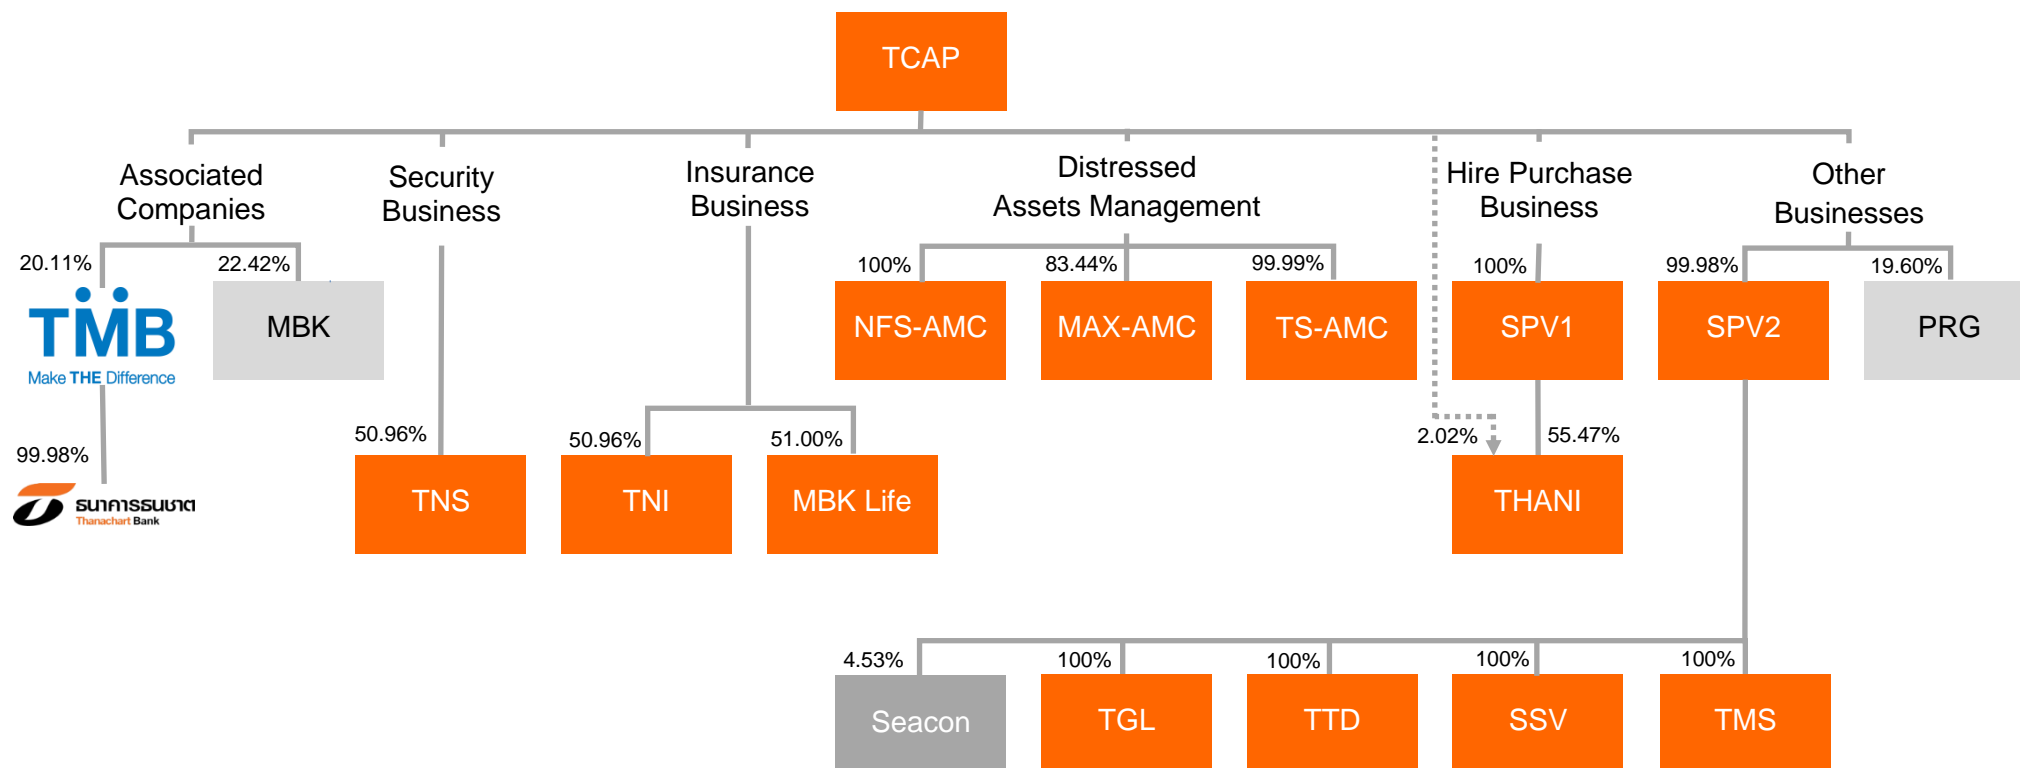 TCAP
Associated
Companies
Security
Business
Insurance
Business
Distressed
Assets Management
Hire Purchase
Business
Other
Businesses
20.11%
22.42%
100%
83.44%
99.99%
100%
99.98%
19.60%
TMB
Make THE Difference
MBK
NFS-AMC
MAX-AMC
TS-AMC
SPV1
SPV2
PRG
99.98%
50.96%
50.96%
51.00%
2.02%
55.47%
ธนาคารธนชาต
Thanachart Bank
TNS
TNI
MBK Life
THANI
4.53%
100%
100%
100%
100%
Seacon
TGL
TTD
SSV
TMS